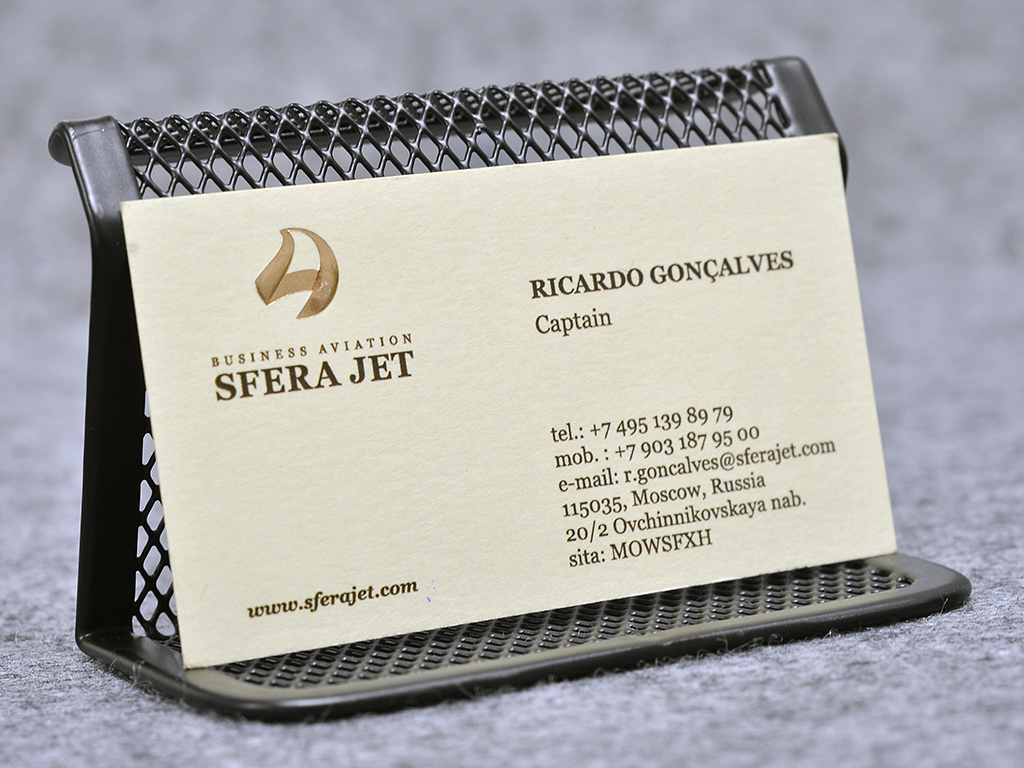 BUSINESS AVIATION
SFERA JET
RICARDO GONÇALVES
Captain
tel.: +7 495 139 89 79
mob. : +7 903 187 95 00
e-mail: r.goncalves@sferajet.com
115035, Moscow, Russia
20/2 Ovchinnikovskaya nab.
sita: MOWSFXH
www.sferajet.com